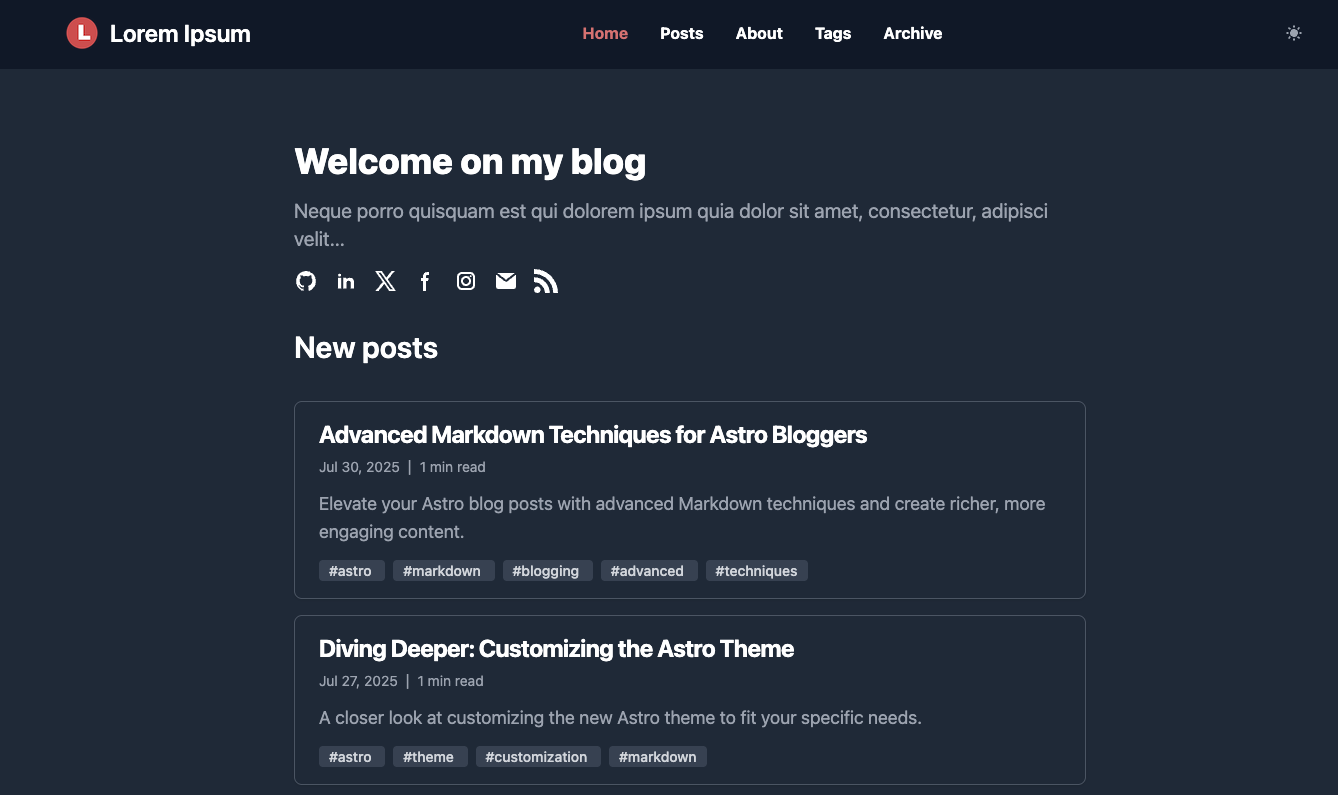 L Lorem Ipsum
Home Posts About Tags Archive
Welcome on my blog
Neque porro quisquam est qui dolorem ipsum quia dolor sit amet, consectetur, adipisci
velit...
New posts
Advanced Markdown Techniques for Astro Bloggers
Jul 30, 2025 | 1 min read
Elevate your Astro blog posts with advanced Markdown techniques and create richer, more
engaging content.
#astro #markdown #blogging #advanced #techniques
Diving Deeper: Customizing the Astro Theme
Jul 27, 2025 | 1 min read
A closer look at customizing the new Astro theme to fit your specific needs.
#astro #theme #customization #markdown